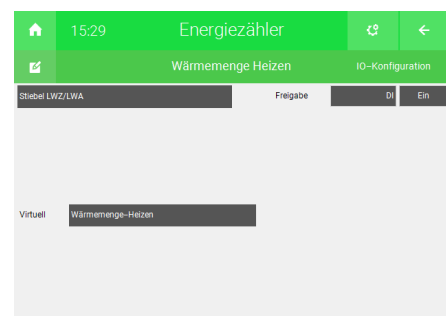 15:29 Energiezähler
Wärmemenge Heizen IO-Konfiguration
Stiebel LWZ/LWA Freigabe DI Ein
Virtuell Wärmemenge-Heizen